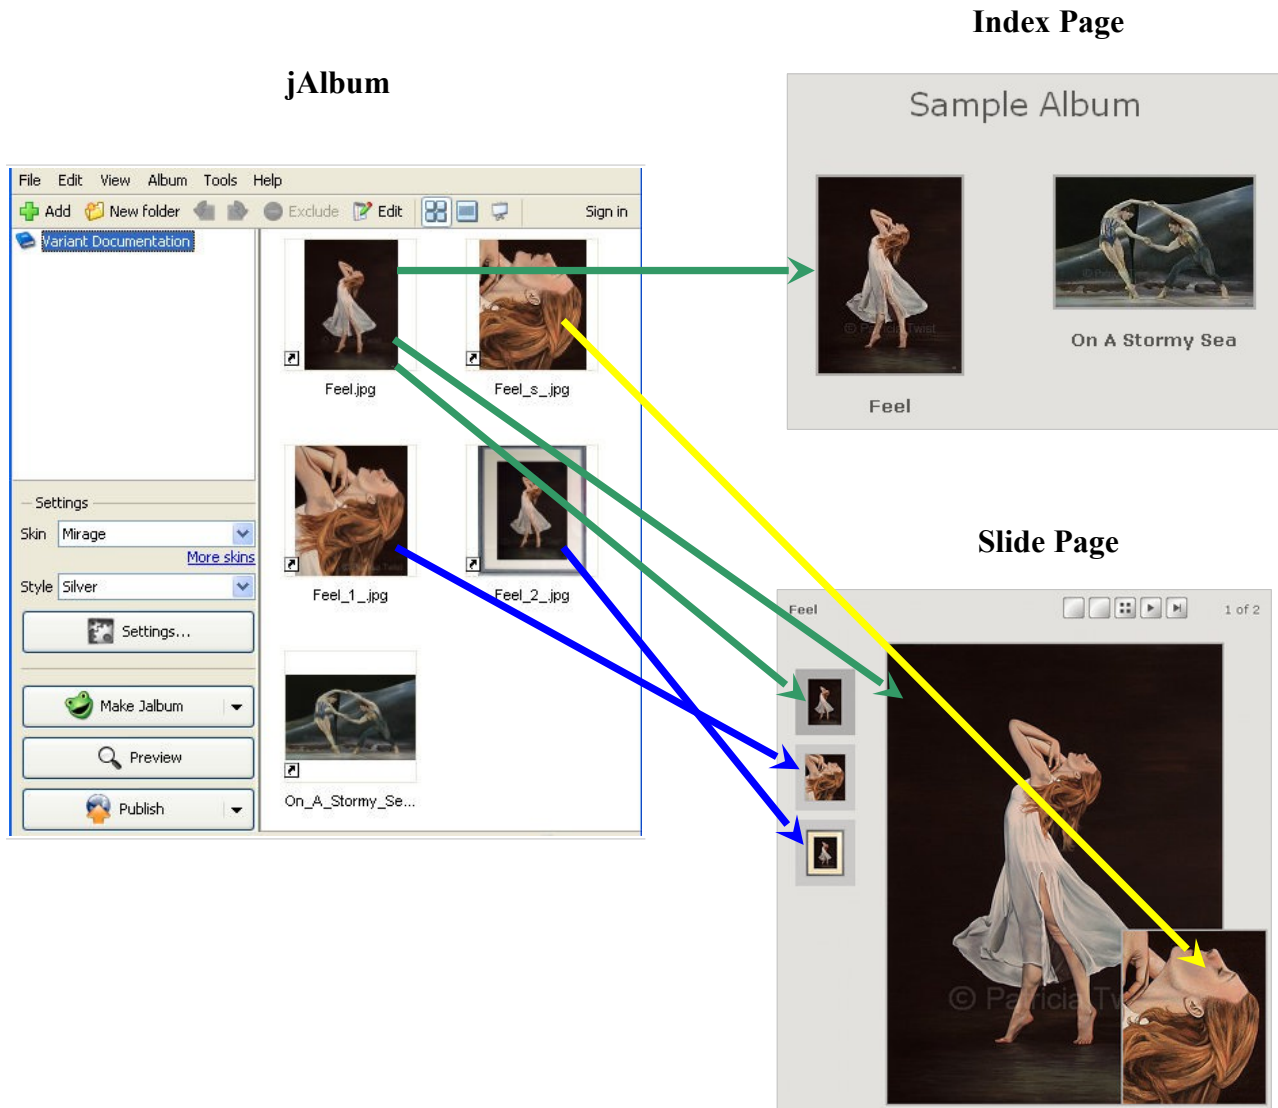 Index Page
jAlbum
Sample Album
File Edit View Album Tools Help
Add New folder Exclude Edit Sign in
Variant Documentation
© Patricia Twist
On A Stormy Sea
Feel.jpg Feel_s_.jpg
Feel
Settings
Skin Mirage
More skins
Style Silver
Feel_1_.jpg Feel_2_.jpg
Settings...
Slide Page
Feel 1 of 2
Make Jalbum
Preview
Publish
On_A_Stormy_Se...
© Patricia Tw